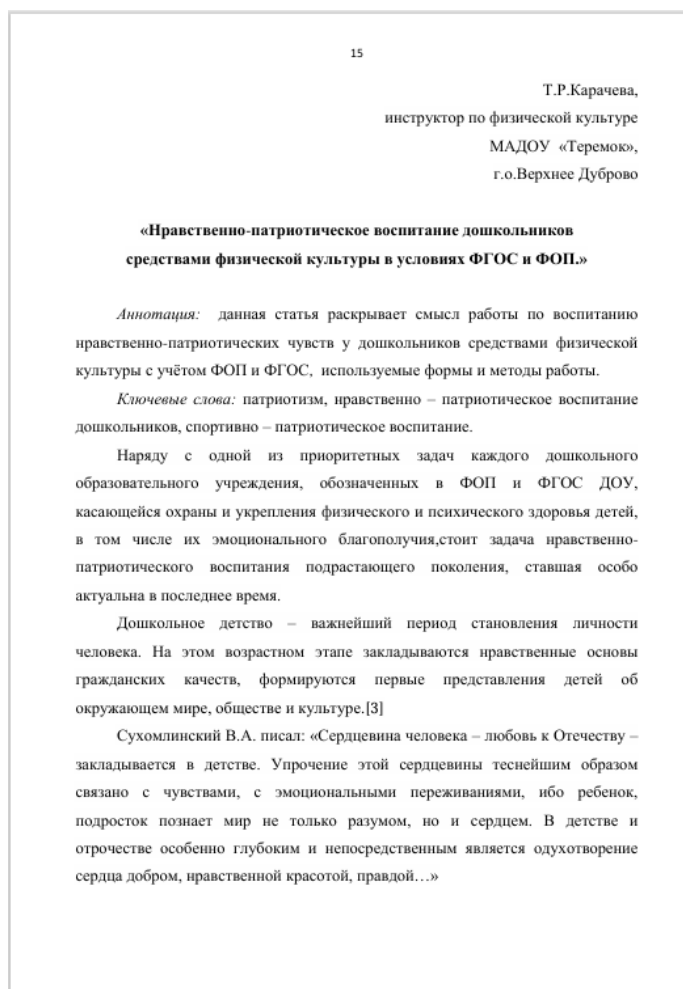 15
Т.Р.Карачева,
инструктор по физической культуре
МАДОУ «Теремок»,
г.о.Верхнее Дуброво
«Нравственно-патриотическое воспитание дошкольников
средствами физической культуры в условиях ФГОС и ФОП.»
Аннотация: данная статья раскрывает смысл работы по воспитанию
нравственно-патриотических чувств у дошкольников средствами физической
культуры с учётом ФОП и ФГОС, используемые формы и методы работы.
Ключевые слова: патриотизм, нравственно – патриотическое воспитание
дошкольников, спортивно – патриотическое воспитание.
Наряду с одной из приоритетных задач каждого дошкольного
образовательного учреждения, обозначенных в ФОП и ФГОС ДОУ,
касающейся охраны и укрепления физического и психического здоровья детей,
в том числе их эмоционального благополучия,стоит задача нравственно-
патриотического воспитания подрастающего поколения, ставшая особо
актуальна в последнее время.
Дошкольное детство – важнейший период становления личности
человека. На этом возрастном этапе закладываются нравственные основы
гражданских качеств, формируются первые представления детей об
окружающем мире, обществе и культуре.[3]
Сухомлинский В.А. писал: «Сердцевина человека – любовь к Отечеству –
закладывается в детстве. Упрочение этой сердцевины теснейшим образом
связано с чувствами, с эмоциональными переживаниями, ибо ребенок,
подросток познает мир не только разумом, но и сердцем. В детстве и
отрочестве особенно глубоким и непосредственным является одухотворение
сердца добром, нравственной красотой, правдой…»